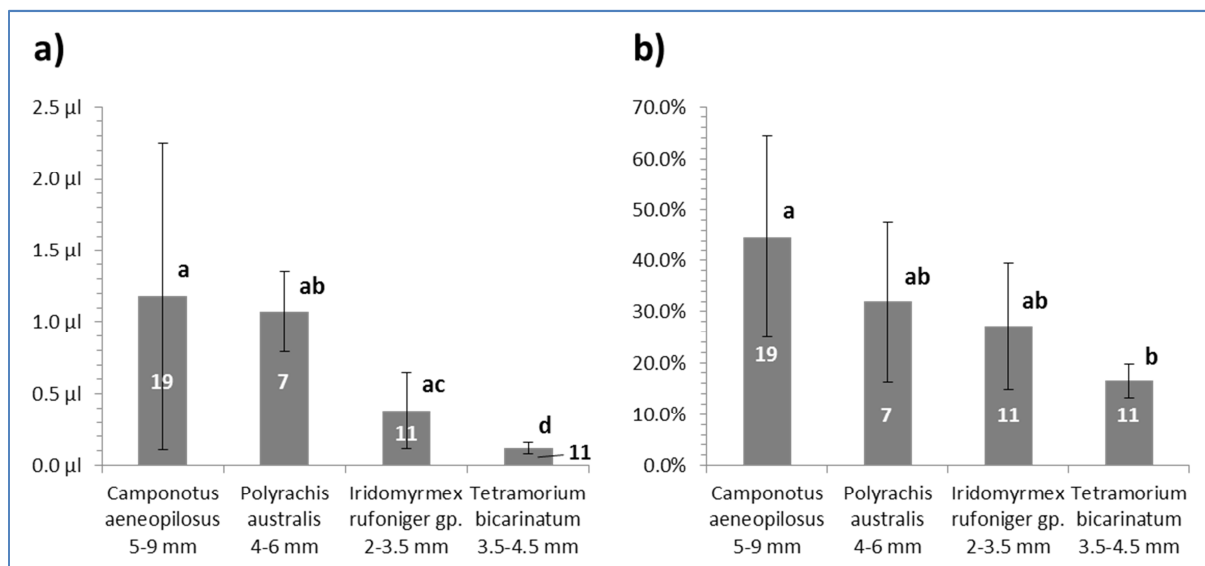 a)
2.5 µl
2.0 µl
1.5 µl
1.0 µl
0.5 µl
0.0 µl
a
ab
ac
d
19
7
11
11
Camponotus Polyrachis Iridomyrmex Tetramorium
aeneopilosus australis rufoniger gp. bicarinatum
5-9 mm 4-6 mm 2-3.5 mm 3.5-4.5 mm
b)
70.0%
60.0%
50.0%
40.0%
30.0%
20.0%
10.0%
0.0%
a
ab
ab
b
19
7
11
11
Camponotus Polyrachis Iridomyrmex Tetramorium
aeneopilosus australis rufoniger gp. bicarinatum
5-9 mm 4-6 mm 2-3.5 mm 3.5-4.5 mm